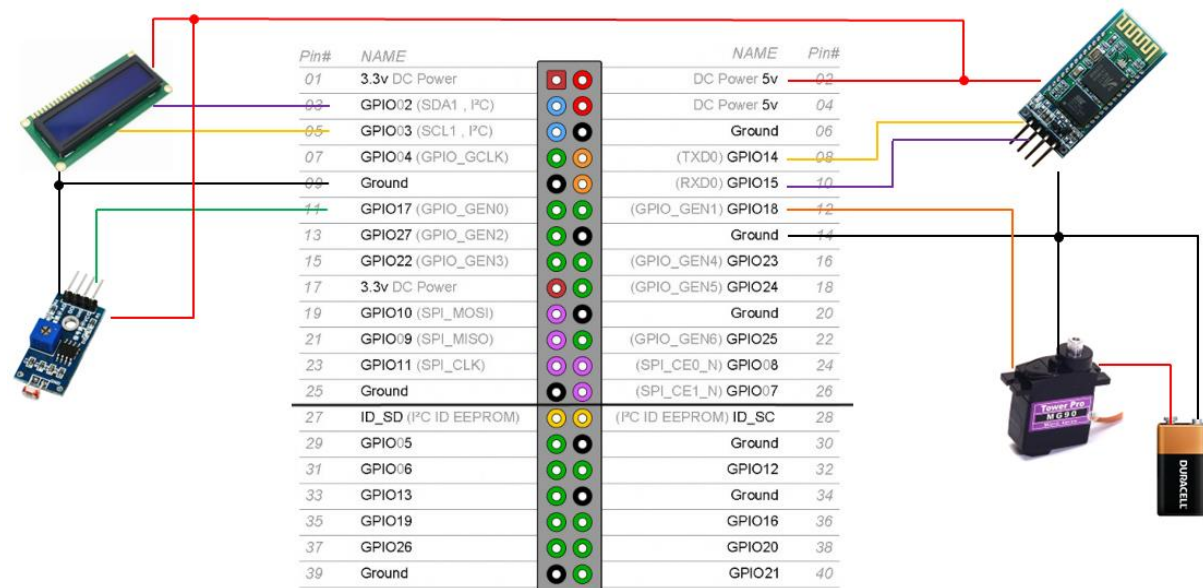 Pin# NAME NAME Pin#
01 3.3v DC Power DC Power 5v 02
03 GPIO02 (SDA1 , I²C) DC Power 5v 04
05 GPIO03 (SCL1 , I²C) Ground 06
07 GPIO04 (GPIO_GCLK) (TXD0) GPIO14 08
09 Ground (RXD0) GPIO15 10
11 GPIO17 (GPIO_GEN0) (GPIO_GEN1) GPIO18 12
13 GPIO27 (GPIO_GEN2) Ground 14
15 GPIO22 (GPIO_GEN3) (GPIO_GEN4) GPIO23 16
17 3.3v DC Power (GPIO_GEN5) GPIO24 18
19 GPIO10 (SPI_MOSI) Ground 20
21 GPIO09 (SPI_MISO) (GPIO_GEN6) GPIO25 22
23 GPIO11 (SPI_CLK) (SPI_CE0_N) GPIO08 24
25 Ground (SPI_CE1_N) GPIO07 26
27 ID_SD (I²C ID EEPROM) (I²C ID EEPROM) ID_SC 28
29 GPIO05 Ground 30
31 GPIO06 GPIO12 32
33 GPIO13 Ground 34
35 GPIO19 GPIO16 36
37 GPIO26 GPIO20 38
39 Ground GPIO21 40
Tower Pro
MG90
DURACELL